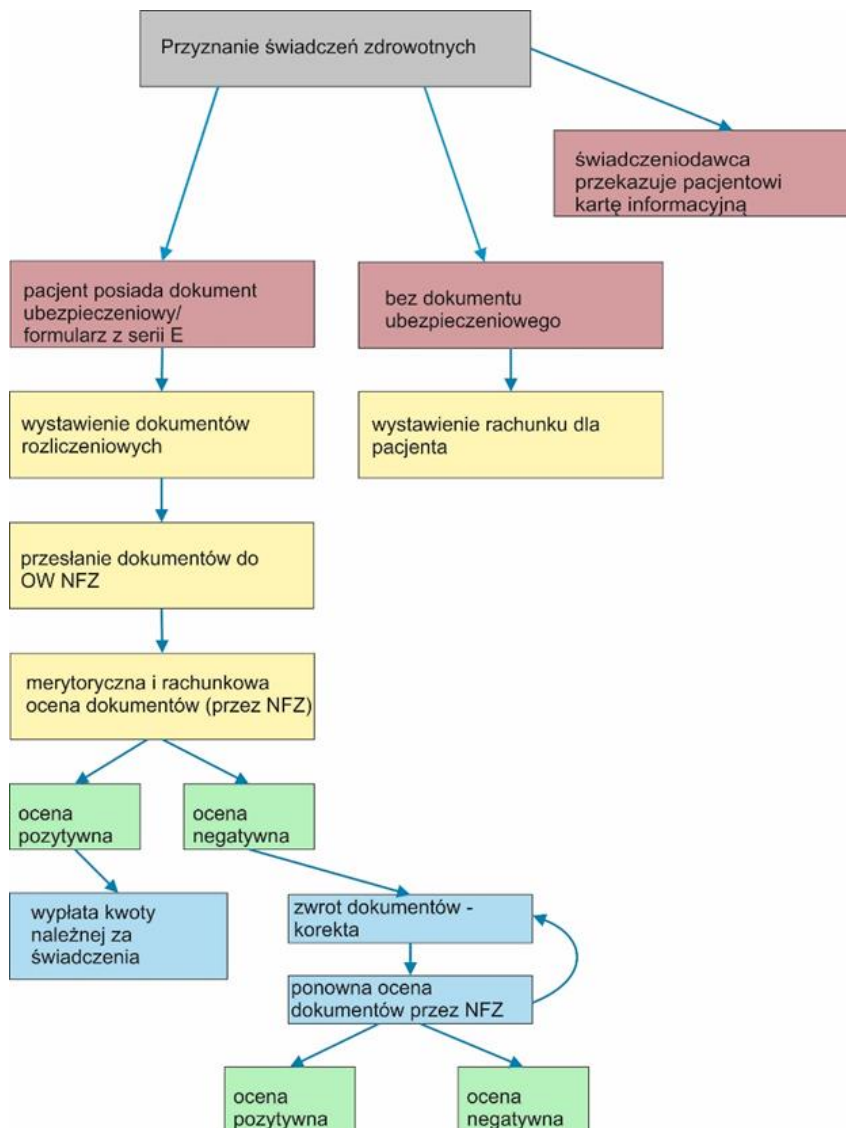 Przyznanie świadczeń zdrowotnych
świadczeniodawca
przekazuje pacjentowi
kartę informacyjną
pacjent posiada dokument
ubezpieczeniowy/
formularz z serii E
bez dokumentu
ubezpieczeniowego
wystawienie dokumentów
rozliczeniowych
wystawienie rachunku dla
pacjenta
przesłanie dokumentów do
OW NFZ
merytoryczna i rachunkowa
ocena dokumentów (przez NFZ)
ocena
pozytywna
ocena
negatywna
wypłata kwoty
należnej za
świadczenia
zwrot dokumentów -
korekta
ponowna ocena
dokumentów przez NFZ
ocena
pozytywna
ocena
negatywna